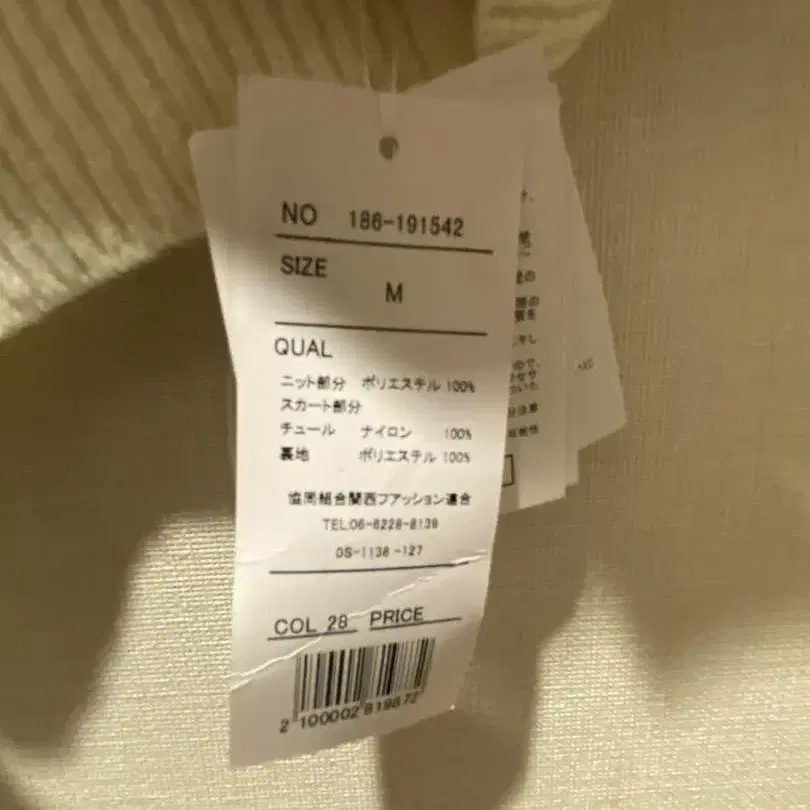 NO 186-191542
SIZE
M
QUAL
ニット部分 ポリエステル 100%
スカート部分
チュール ナイロン 100%
裏地 ポリエステル 100%
協同組合関西ファッション連合
TEL:06-6228-8139
OS-1136-127
COL 28 PRICE
2 100002 819872